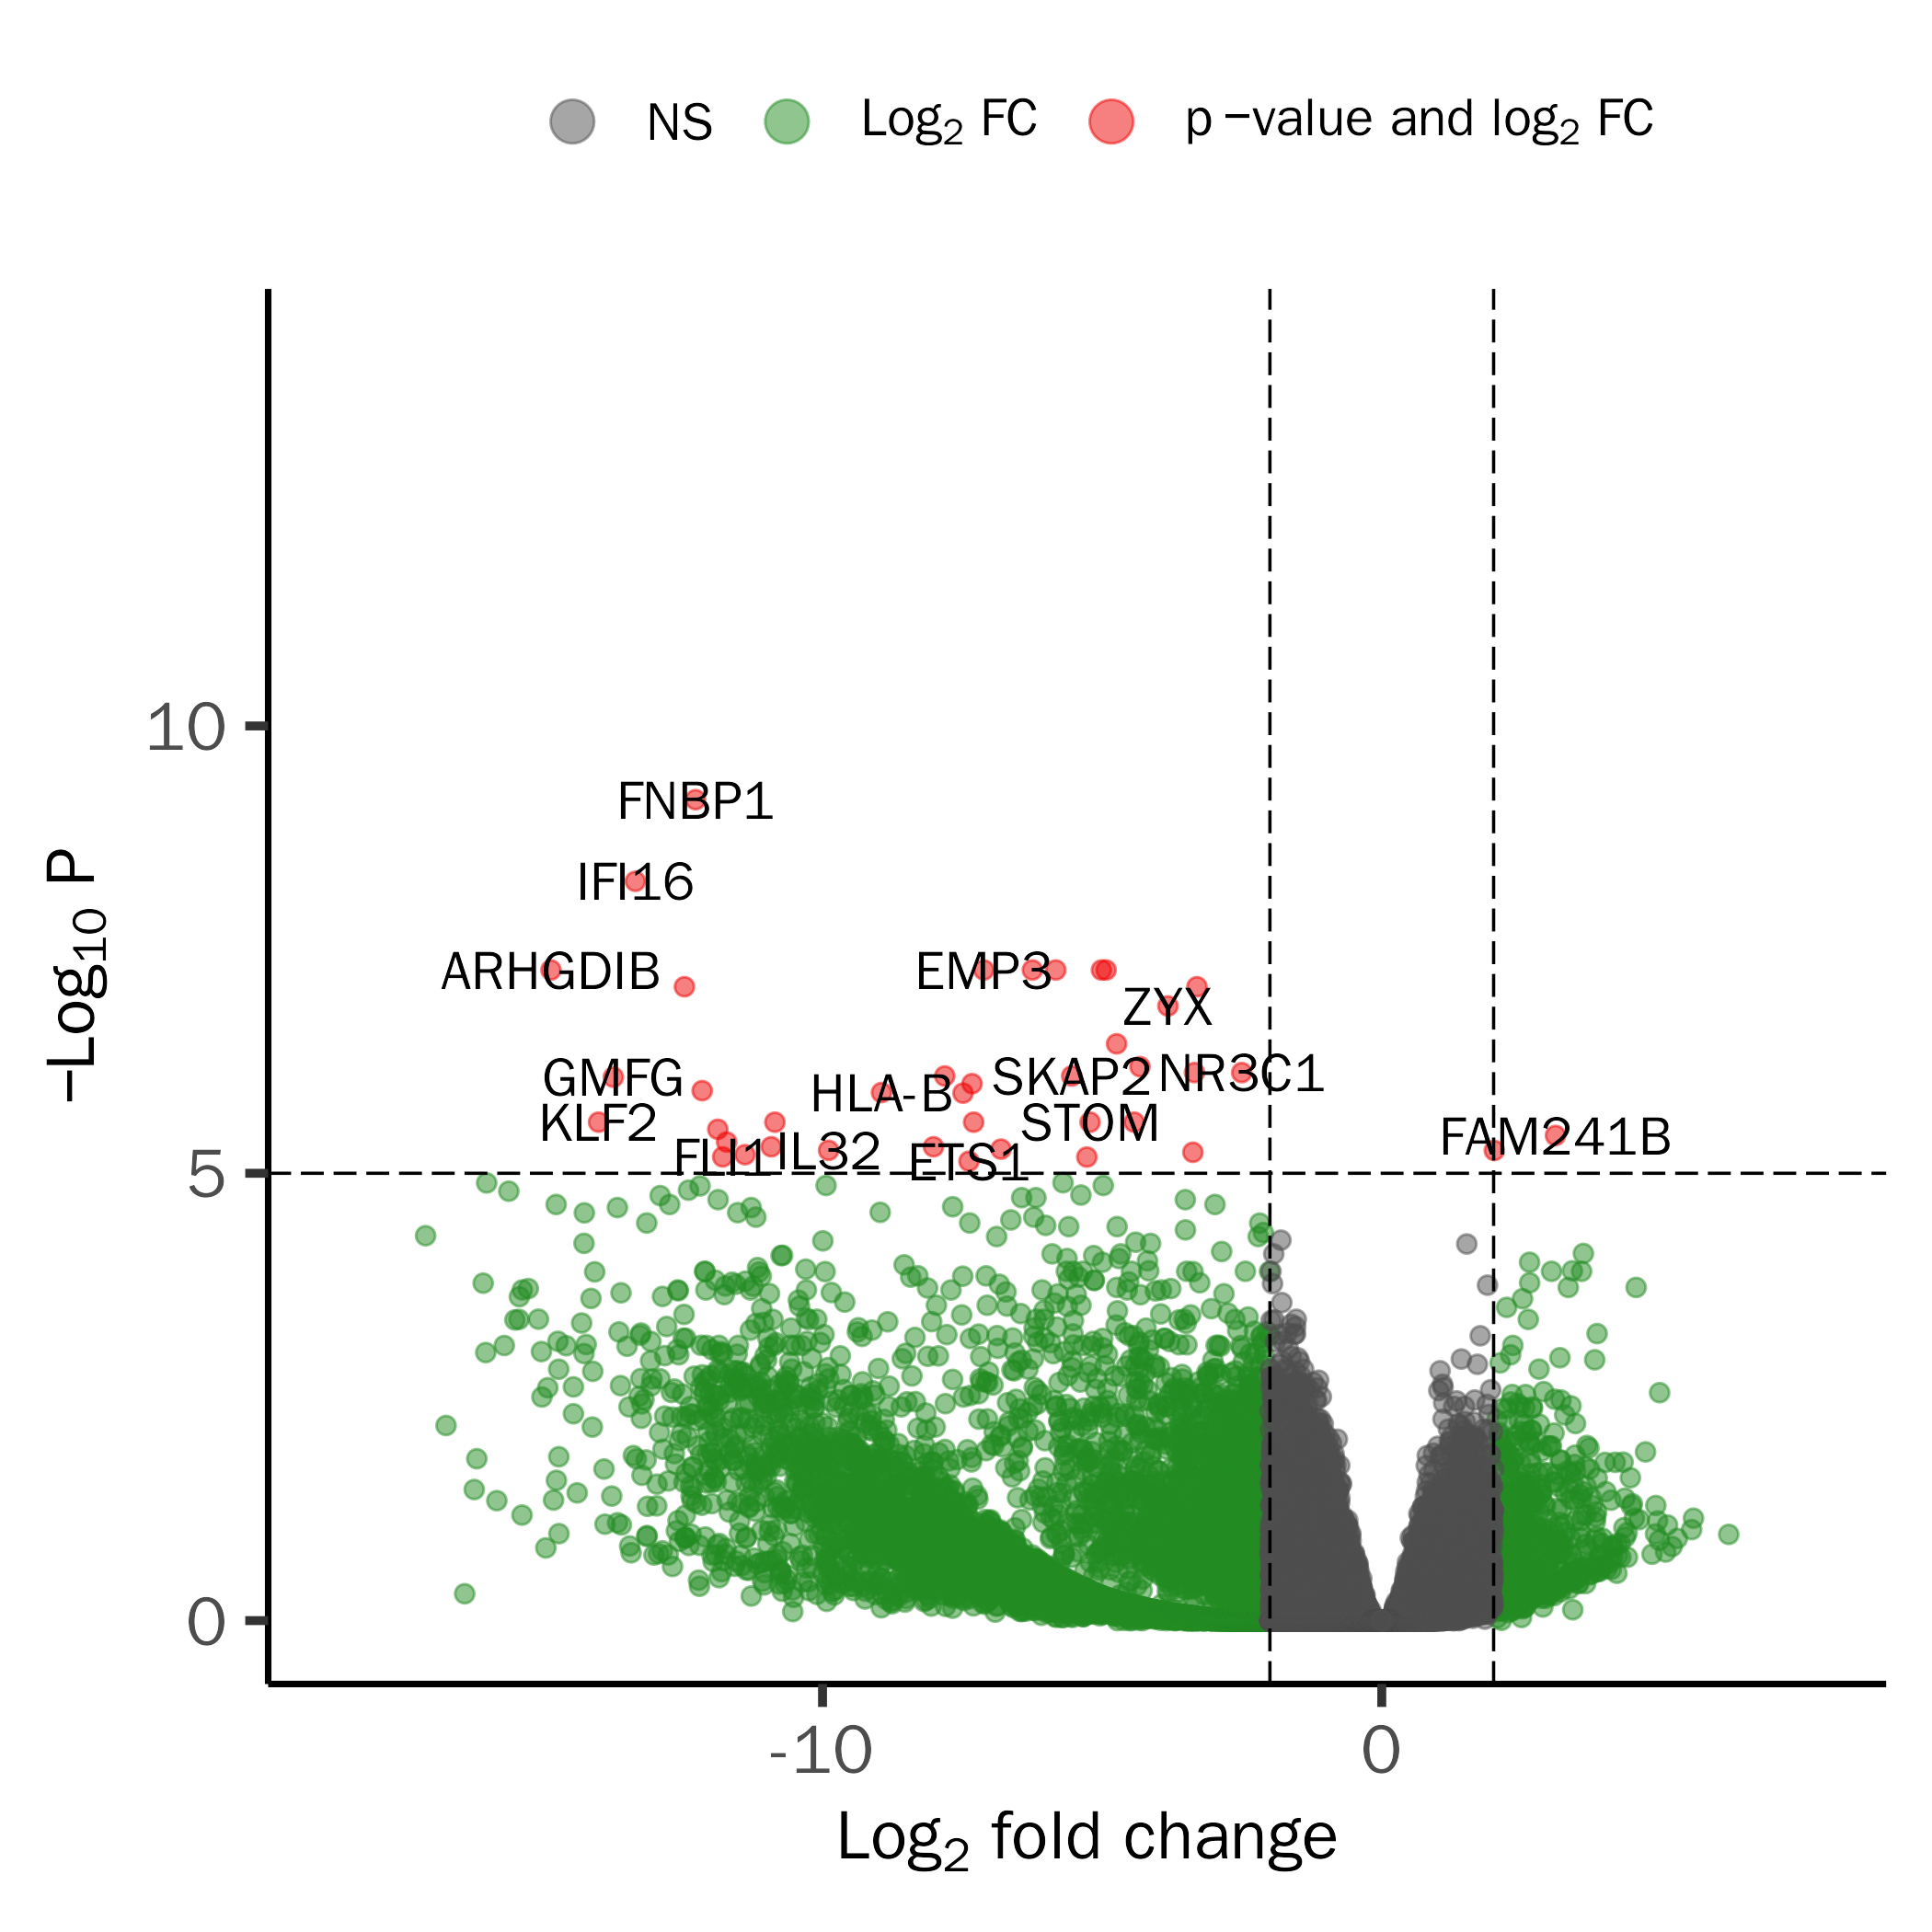 NS Log₂ FC p −value and log₂ FC
10
FNBP1
IFI16
−Log₁₀ P
ARHGDIB EMP3
ZYX
GMFG HLA-B SKAP2 NR3C1
KLF2 STOM FAM241B
FLI1 IL32 ETS1
5
0
-10 0
Log₂ fold change